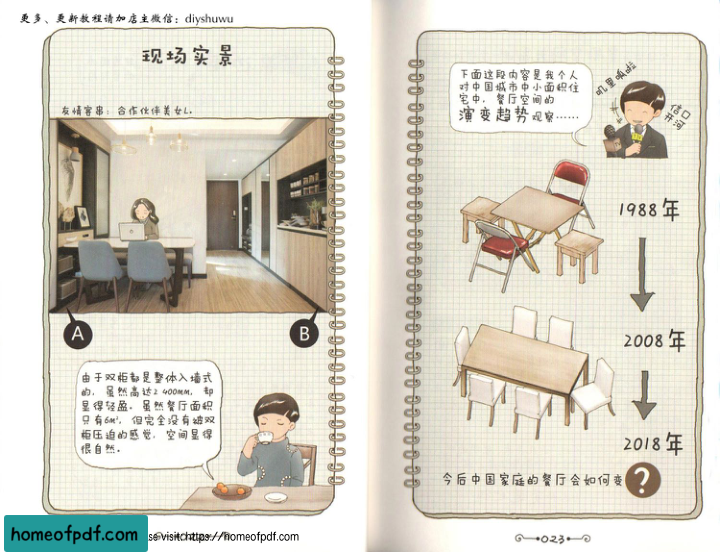 更多、更新教程请加店主微信：diyshuwu
现场实景
友情客串：合作伙伴美女L。
A
B
由于双柜都是整体入墙式
的，虽然高达2 400MM，却
显得轻盈。虽然餐厅面积
只有6㎡，但完全没有被双
柜压迫的感觉，空间显得
很自然。
下面这段内容是我个人
对中国城市中小面积住
宅中，餐厅空间的
演变趋势观察……
叽里呱啦
信口
开河
1988年
2008年
2018年
今后中国家庭的餐厅会如何变
?
023
homeofpdf.com
se visit https://homeofpdf.com